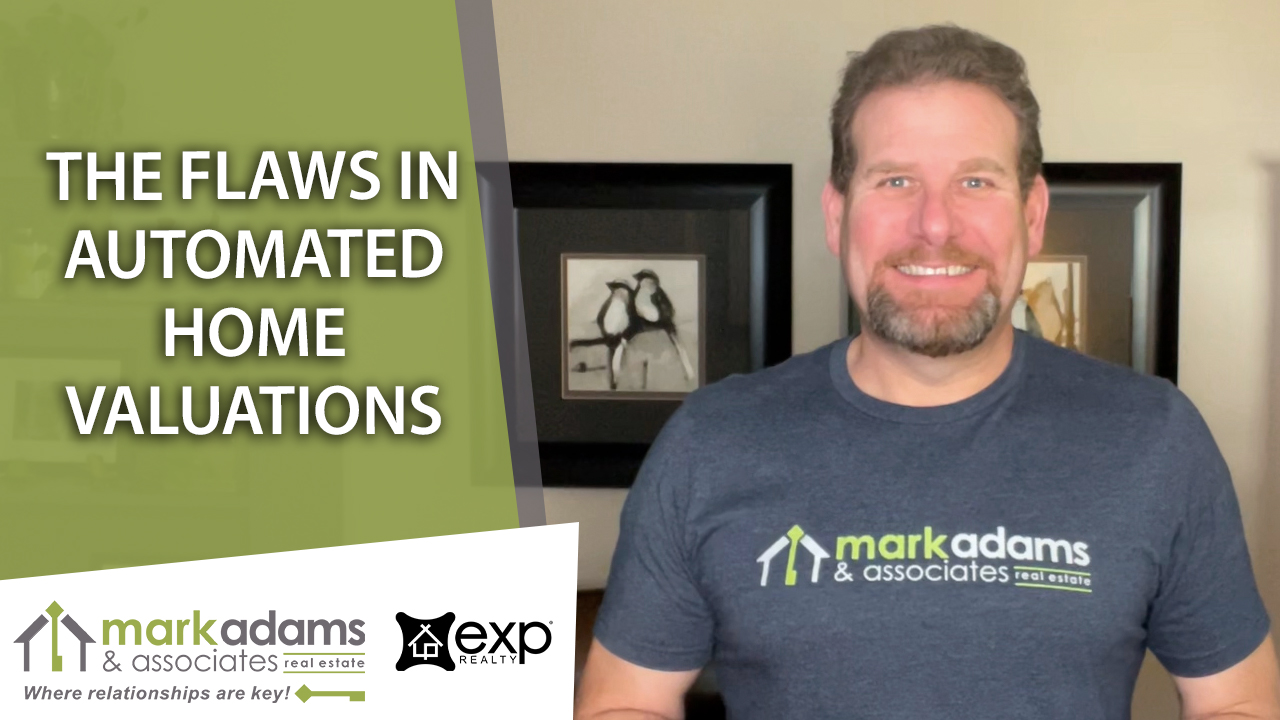 THE FLAWS IN
AUTOMATED
HOME
VALUATIONS
markadams
& associates real estate
Where relationships are key!
exp®
REALTY
markadams
& associates real estate